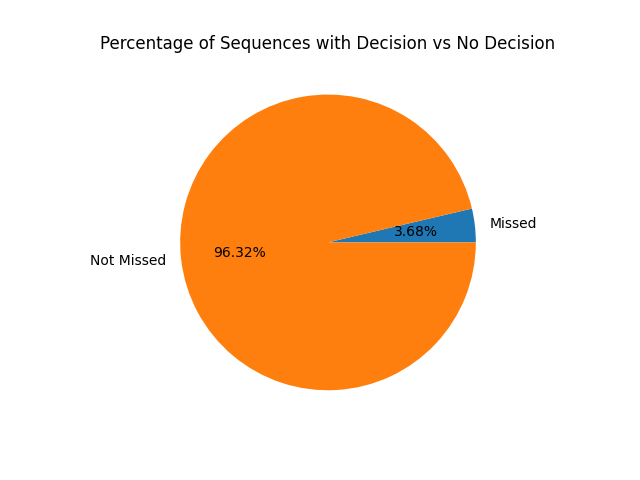 Percentage of Sequences with Decision vs No Decision
Missed
3.68%
96.32%
Not Missed